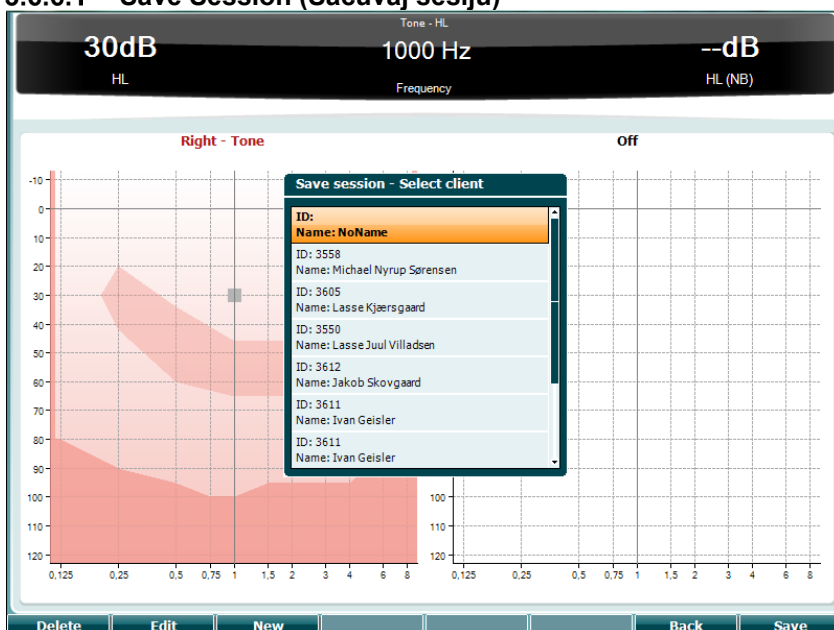 5.6.6.1 Save Session (Sačuvaj sesiju)
Tone - HL
30dB
1000 Hz
--dB
HL
Frequency
HL (NB)
Right - Tone
Off
Save session - Select client
ID:
Name: NoName
ID: 3558
Name: Michael Nyrup Sørensen
ID: 3605
Name: Lasse Kjærsgaard
ID: 3550
Name: Lasse Juul Villadsen
ID: 3612
Name: Jakob Skovgaard
ID: 3611
Name: Ivan Geisler
ID: 3611
Name: Ivan Geisler
-10
0
10
20
30
40
50
60
70
80
90
100
110
120
0,125 0,25 0,5 0,75 1 1,5 2 3 4 6 8
100
110
120
0,125 0,25 0,5 0,75 1 1,5 2 3 4 6 8
Delete Edit New Back Save